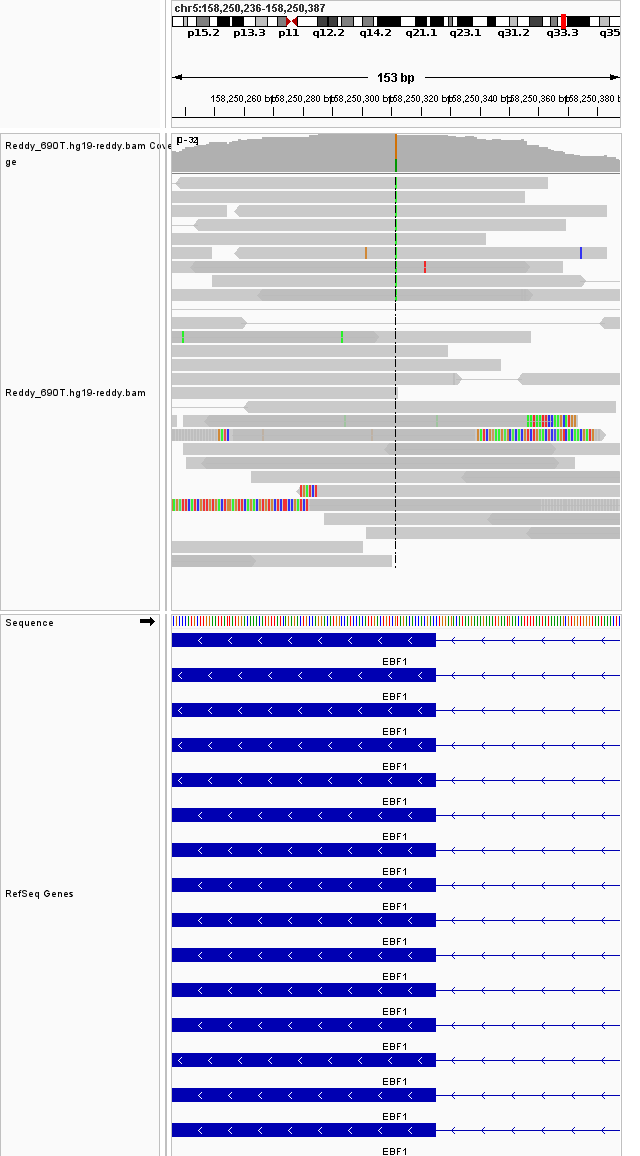 chr5:158,250,236-158,250,387
p15.2 p13.3 p11 q12.2 q14.2 q21.1 q23.1 q31.2 q33.3 q35
153 bp
158,250,260 bp 158,250,280 bp 158,250,300 bp 158,250,320 bp 158,250,340 bp 158,250,360 bp 158,250,380 b
[0-32]
Reddy_690T.hg19-reddy.bam Cove
ge
Reddy_690T.hg19-reddy.bam
Sequence
EBF1
EBF1
EBF1
EBF1
EBF1
EBF1
EBF1
RefSeq Genes
EBF1
EBF1
EBF1
EBF1
EBF1
EBF1
EBF1
EBF1